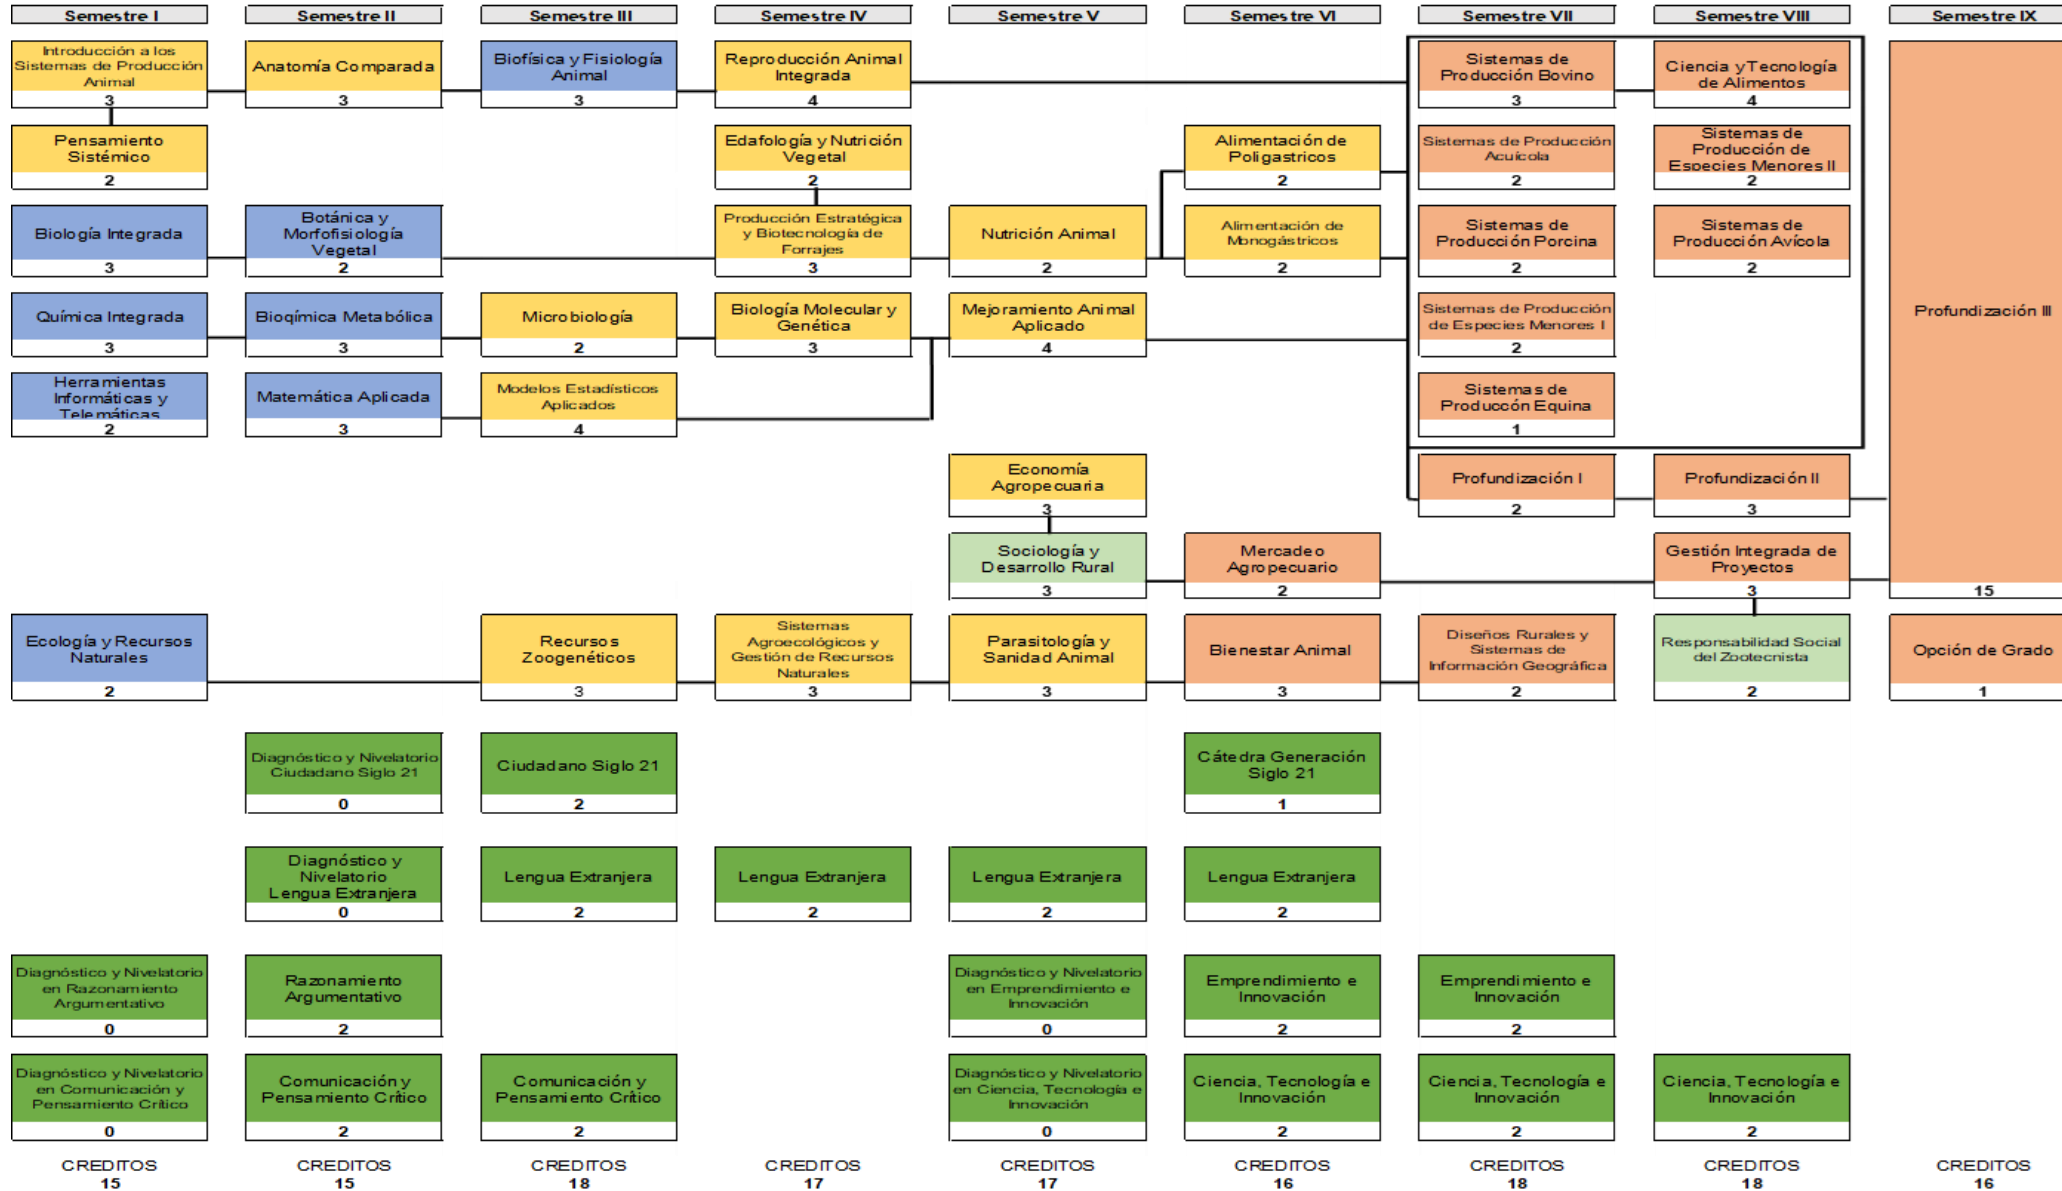 Semestre I
Semestre II
Semestre III
Semestre IV
Semestre V
Semestre VI
Semestre VII
Semestre VIII
Semestre IX
Introducción a los
Sistemas de Producción
Animal
3
Anatomía Comparada
3
Biofísica y Fisiología
Animal
3
Reproducción Animal
Integrada
4
Sistemas de
Producción Bovino
3
Ciencia y Tecnología
de Alimentos
4
Pensamiento
Sistémico
2
Edafología y Nutrición
Vegetal
2
Alimentación de
Poligastricos
2
Sistemas de Producción
Acuícola
2
Sistemas de
Producción de
Especies Menores II
2
Biología Integrada
3
Botánica y
Morfofisiología
Vegetal
2
Producción Estratégica
y Biotecnología de
Forrajes
3
Nutrición Animal
2
Alimentación de
Monogástricos
2
Sistemas de
Producción Porcina
2
Sistemas de
Producción Avícola
2
Química Integrada
3
Bioqímica Metabólica
3
Microbiología
2
Biología Molecular y
Genética
3
Mejoramiento Animal
Aplicado
4
Sistemas de Producción
de Especies Menores I
2
Profundización III
15
Herramientas
Informáticas y
Telemáticas
2
Matemática Aplicada
3
Modelos Estadísticos
Aplicados
4
Sistemas de
Produccón Equina
1
Economía
Agropecuaria
3
Profundización I
2
Profundización II
3
Sociología y
Desarrollo Rural
3
Mercadeo
Agropecuario
2
Gestión Integrada de
Proyectos
3
Ecología y Recursos
Naturales
2
Recursos
Zoogenéticos
3
Sistemas
Agroecológicos y
Gestión de Recursos
Naturales
3
Parasitología y
Sanidad Animal
3
Bienestar Animal
3
Diseños Rurales y
Sistemas de
Información Geográfica
2
Responsabilidad Social
del Zootecnista
2
Opción de Grado
1
Diagnóstico y Nivelatorio
Ciudadano Siglo 21
0
Ciudadano Siglo 21
2
Cátedra Generación
Siglo 21
1
Diagnóstico y
Nivelatorio
Lengua Extranjera
0
Lengua Extranjera
2
Lengua Extranjera
2
Lengua Extranjera
2
Lengua Extranjera
2
Diagnóstico y Nivelatorio
en Razonamiento
Argumentativo
0
Razonamiento
Argumentativo
2
Diagnóstico y Nivelatorio
en Emprendimiento e
Innovación
0
Emprendimiento e
Innovación
2
Emprendimiento e
Innovación
2
Diagnóstico y Nivelatorio
en Comunicación y
Pensamiento Crítico
0
Comunicación y
Pensamiento Crítico
2
Comunicación y
Pensamiento Crítico
2
Diagnóstico y Nivelatorio
en Ciencia, Tecnología e
Innovación
0
Ciencia, Tecnología e
Innovación
2
Ciencia, Tecnología e
Innovación
2
Ciencia, Tecnología e
Innovación
2
CREDITOS
15
CREDITOS
15
CREDITOS
18
CREDITOS
17
CREDITOS
17
CREDITOS
16
CREDITOS
18
CREDITOS
18
CREDITOS
16